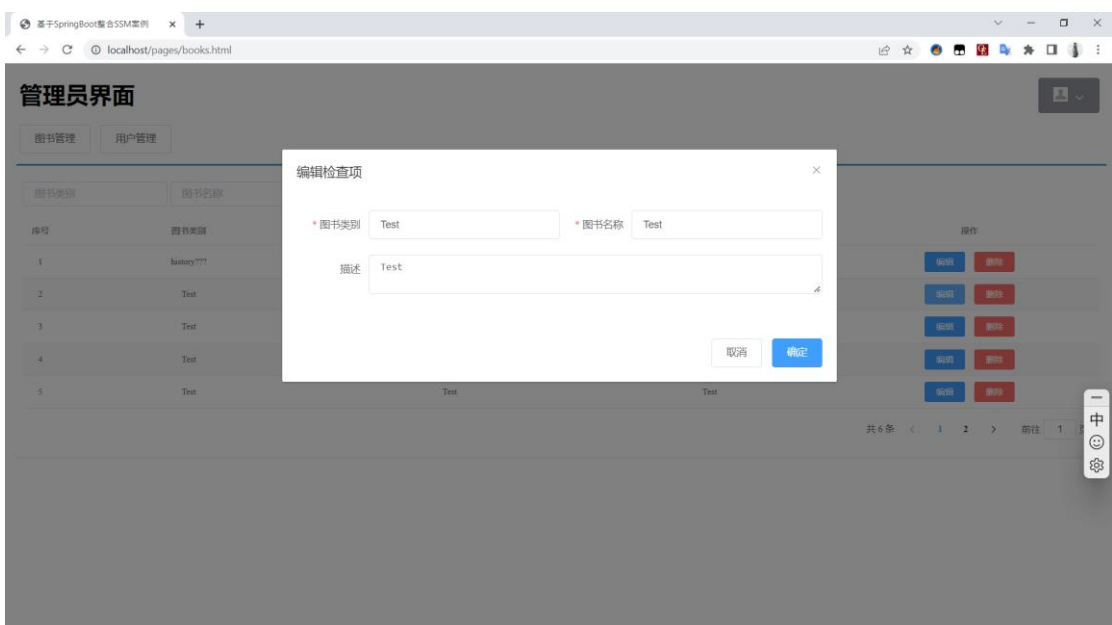 基于SpringBoot整合SSM案例
localhost/pages/books.html
管理员界面
图书管理 用户管理
编辑检查项
图书类别 图书名称
* 图书类别 Test * 图书名称 Test
序号 图书类别 操作
1 history??? 编辑 删除
描述 Test
2 Test 编辑 删除
3 Test 编辑 删除
取消 确定
4 Test 编辑 删除
5 Test Test Test 编辑 删除
共 6 条 1 2 前往 1
中